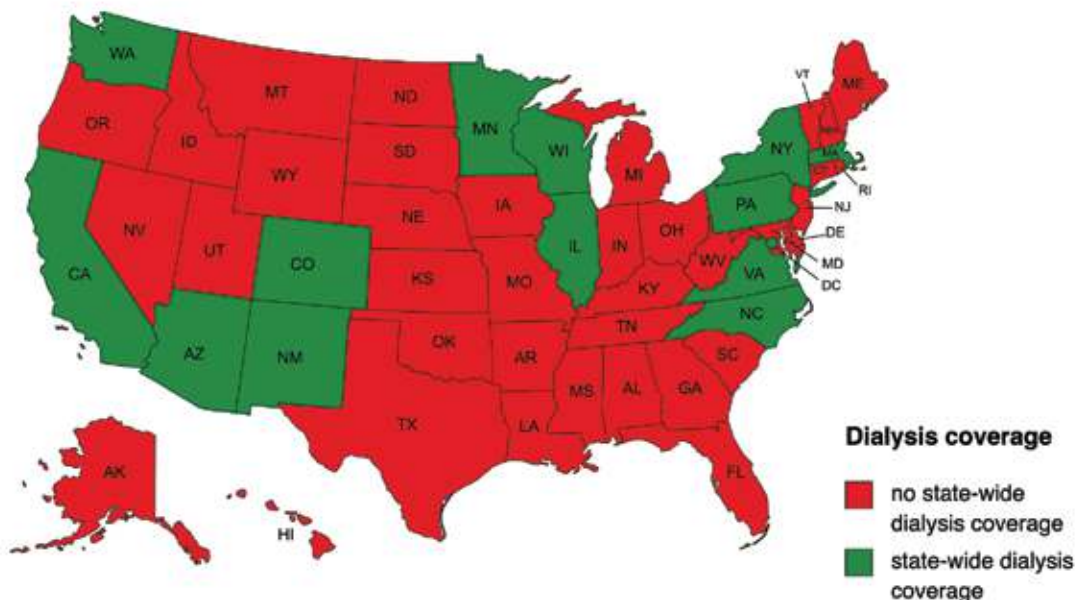 WA
MT
ND
MN
VT
ME
OR
ID
SD
WI
NY
NH
MA
WY
MI
CT
RI
IA
PA
NJ
NE
NV
UT
IL
IN
OH
DE
CA
CO
WV
VA
MD
KS
MO
KY
DC
NC
TN
AZ
NM
OK
AR
SC
MS
AL
GA
TX
LA
AK
FL
HI
Dialysis coverage
no state-wide
dialysis coverage
state-wide dialysis
coverage